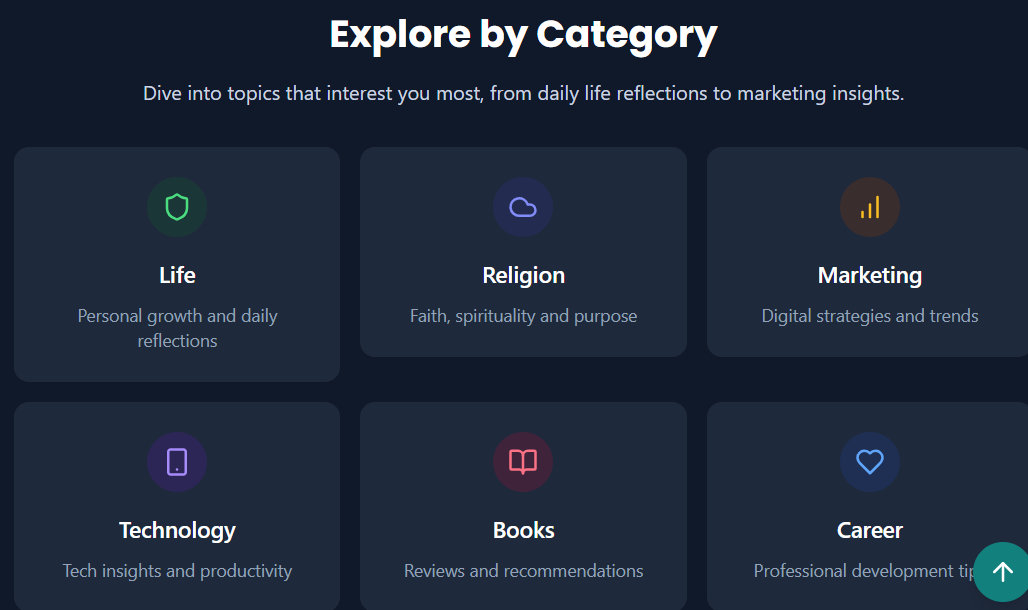 Explore by Category
Dive into topics that interest you most, from daily life reflections to marketing insights.
Life
Personal growth and daily
reflections
Religion
Faith, spirituality and purpose
Marketing
Digital strategies and trends
Technology
Tech insights and productivity
Books
Reviews and recommendations
Career
Professional development